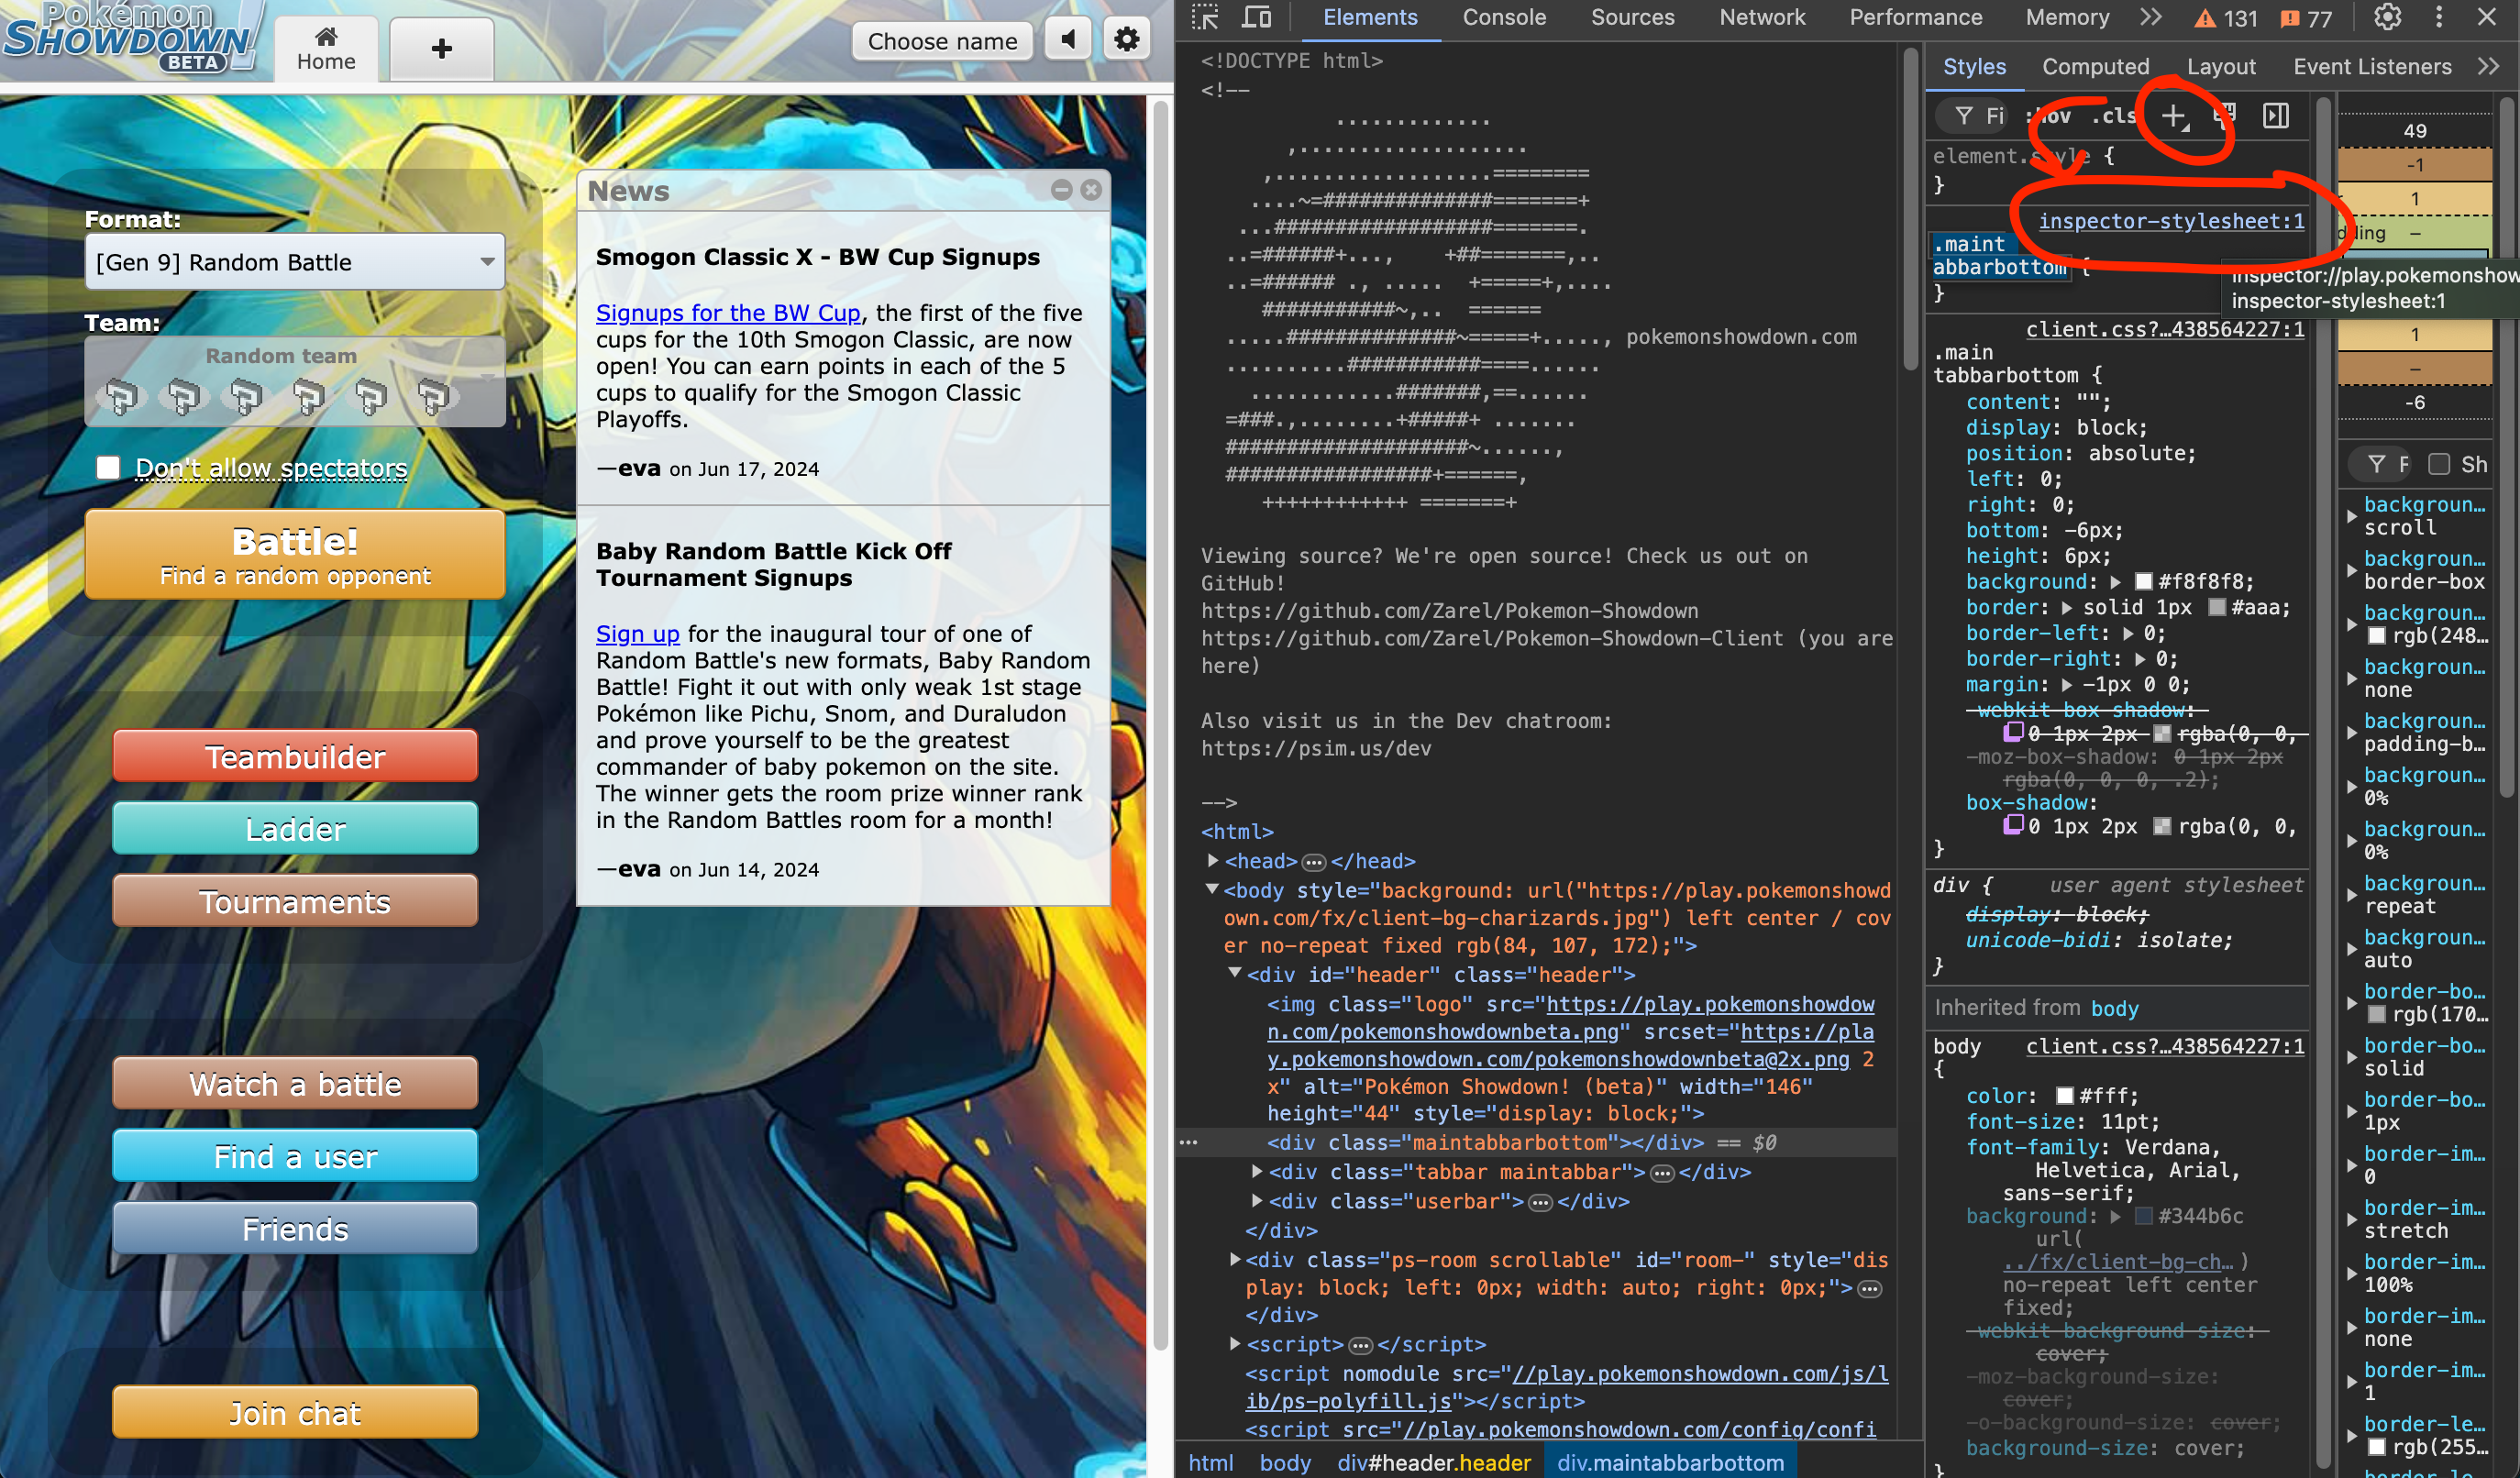 Pokémon
SHOWDOWN!
BETA
Home
+
Choose name
Format:
[Gen 9] Random Battle
Team:
Random team
Don't allow spectators
Battle!
Find a random opponent
Teambuilder
Ladder
Tournaments
Watch a battle
Find a user
Friends
Join chat
News
Smogon Classic X - BW Cup Signups
Signups for the BW Cup, the first of the five
cups for the 10th Smogon Classic, are now
open! You can earn points in each of the 5
cups to qualify for the Smogon Classic
Playoffs.
—eva on Jun 17, 2024
Baby Random Battle Kick Off
Tournament Signups
Sign up for the inaugural tour of one of
Random Battle's new formats, Baby Random
Battle! Fight it out with only weak 1st stage
Pokémon like Pichu, Snom, and Duraludon
and prove yourself to be the greatest
commander of baby pokemon on the site.
The winner gets the room prize winner rank
in the Random Battles room for a month!
—eva on Jun 14, 2024
Elements Console Sources Network Performance Memory >> 131 77
<!DOCTYPE html>
<!--
.............
,...................
,..................========
....~=##############=======+
...##################=======.
..=######+..., +##=======,..
..=###### ., ..... +=====+,....
###########~,.. ======
.....##############~=====+....., pokemonshowdown.com
..........###########====......
............#######,==......
=###.,........+#####+ .......
####################~......,
#################+======,
++++++++++++ =======+
Viewing source? We're open source! Check us out on
GitHub!
https://github.com/Zarel/Pokemon-Showdown
https://github.com/Zarel/Pokemon-Showdown-Client (you are
here)
Also visit us in the Dev chatroom:
https://psim.us/dev
-->
<html>
<head>…</head>
<body style="background: url("https://play.pokemonshowd
own.com/fx/client-bg-charizards.jpg") left center / cov
er no-repeat fixed rgb(84, 107, 172);">
<div id="header" class="header">
<img class="logo" src="https://play.pokemonshowdow
n.com/pokemonshowdownbeta.png" srcset="https://pla
y.pokemonshowdown.com/pokemonshowdownbeta@2x.png 2
x" alt="Pokémon Showdown! (beta)" width="146"
height="44" style="display: block;">
<div class="maintabbarbottom"></div> == $0
<div class="tabbar maintabbar">…</div>
<div class="userbar">…</div>
</div>
<div class="ps-room scrollable" id="room-" style="dis
play: block; left: 0px; width: auto; right: 0px;">…
</div>
<script>…</script>
<script nomodule src="//play.pokemonshowdown.com/js/l
ib/ps-polyfill.js"></script>
<script src="//play.pokemonshowdown.com/config/confi
html body div#header.header div.maintabbarbottom
Styles Computed Layout Event Listeners >>
Fi :hov .cls +
element.style {
}
inspector-stylesheet:1
.maint
abbarbottom {
}
inspector://play.pokemonshow
inspector-stylesheet:1
client.css?…438564227:1
.main
tabbarbottom {
content: "";
display: block;
position: absolute;
left: 0;
right: 0;
bottom: -6px;
height: 6px;
background: #f8f8f8;
border: solid 1px #aaa;
border-left: 0;
border-right: 0;
margin: -1px 0 0;
-webkit-box-shadow:
0 1px 2px rgba(0, 0,
-moz-box-shadow: 0 1px 2px
rgba(0, 0, 0, .2);
box-shadow:
0 1px 2px rgba(0, 0,
}
div { user agent stylesheet
display: block;
unicode-bidi: isolate;
}
Inherited from body
body client.css?…438564227:1
{
color: #fff;
font-size: 11pt;
font-family: Verdana,
Helvetica, Arial,
sans-serif;
background: #344b6c
url(
../fx/client-bg-ch…)
no-repeat left center
fixed;
-webkit-background-size:
cover;
-moz-background-size:
cover;
-o-background-size: cover;
background-size: cover;
}
49
-1
1
dding –
1
–
-6
F Sh
backgroun…
scroll
backgroun…
border-box
backgroun…
rgb(248…
backgroun…
none
backgroun…
padding-b…
backgroun…
0%
backgroun…
0%
backgroun…
repeat
backgroun…
auto
border-bo…
rgb(170…
border-bo…
solid
border-bo…
1px
border-im…
0
border-im…
stretch
border-im…
100%
border-im…
none
border-im…
1
border-le…
rgb(255…